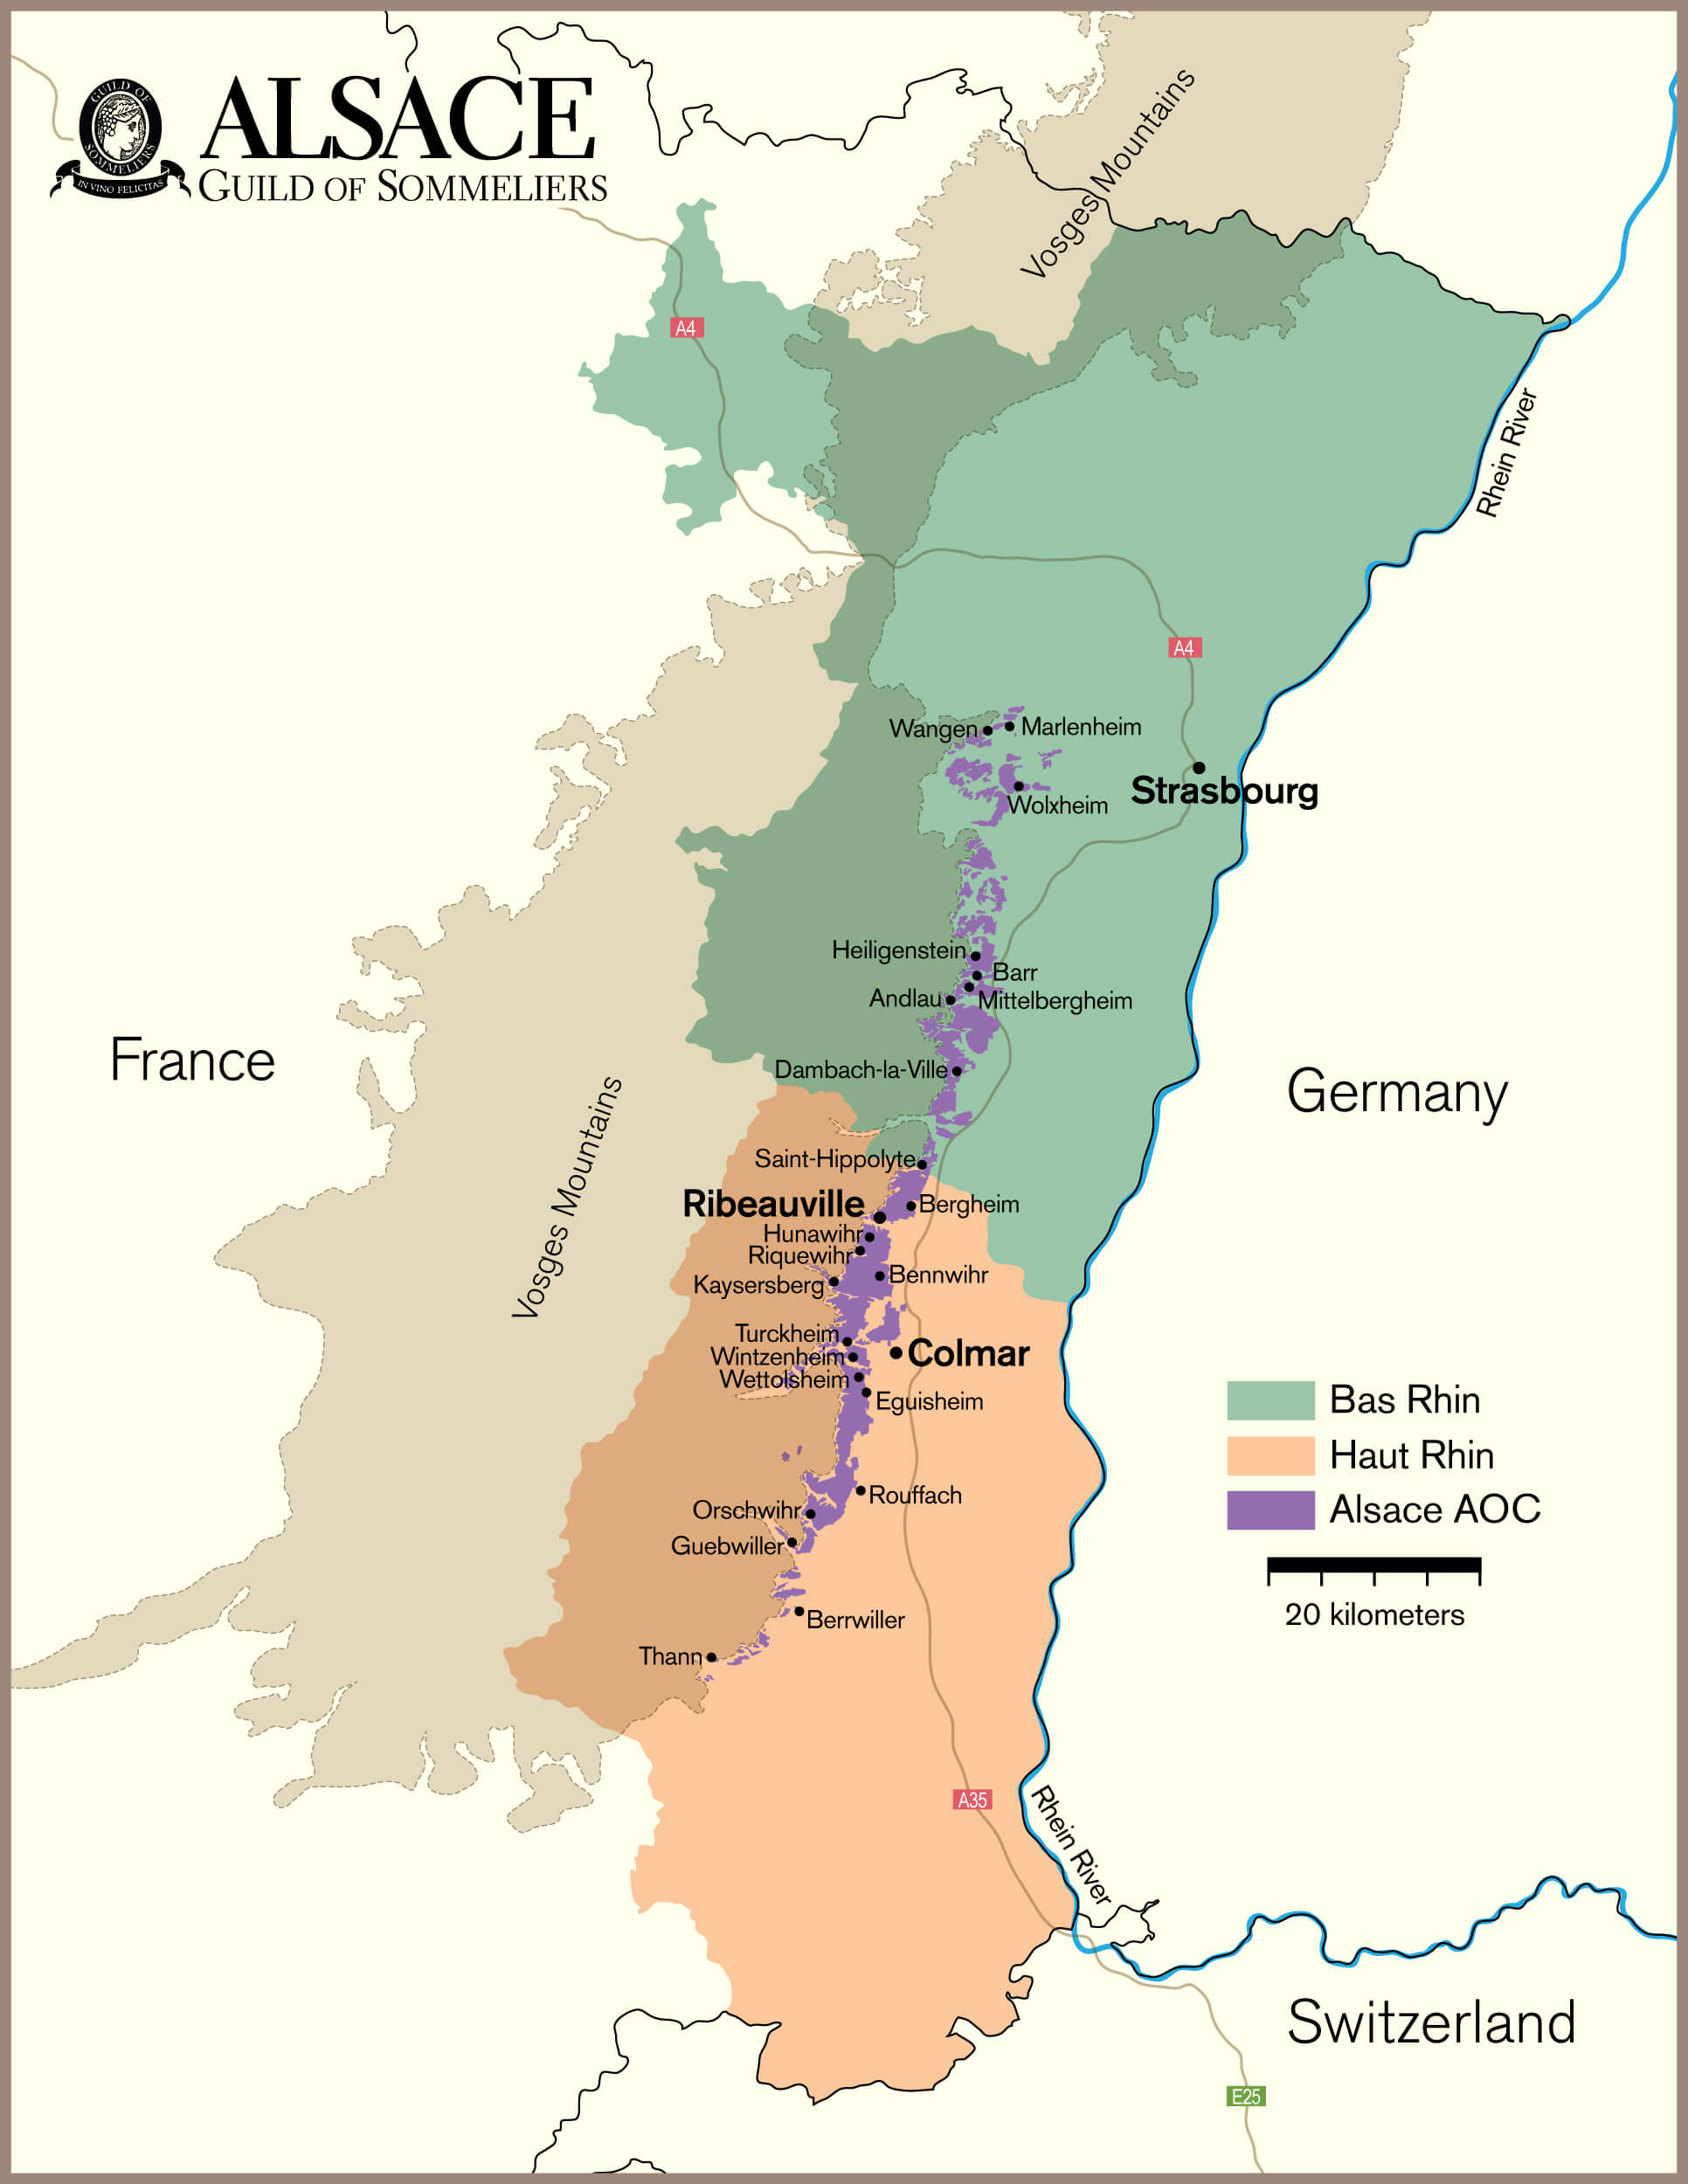 GUILD OF
SOMMELIERS
IN VINO FELICITAS
ALSACE
GUILD OF SOMMELIERS
Vosges Mountains
A4
Rhein River
A4
Wangen
Marlenheim
Strasbourg
Wolxheim
Heiligenstein
Barr
Andlau
Mittelbergheim
France
Dambach-la-Ville
Germany
Vosges Mountains
Saint-Hippolyte
Ribeauville
Bergheim
Hunawihr
Riquewihr
Kaysersberg
Bennwihr
Turckheim
Colmar
Wintzenheim
Wettolsheim
Eguisheim
Bas Rhin
Haut Rhin
Alsace AOC
Rouffach
Orschwihr
Guebwiller
20 kilometers
Berrwiller
Thann
A35
Rhein River
Switzerland
E25